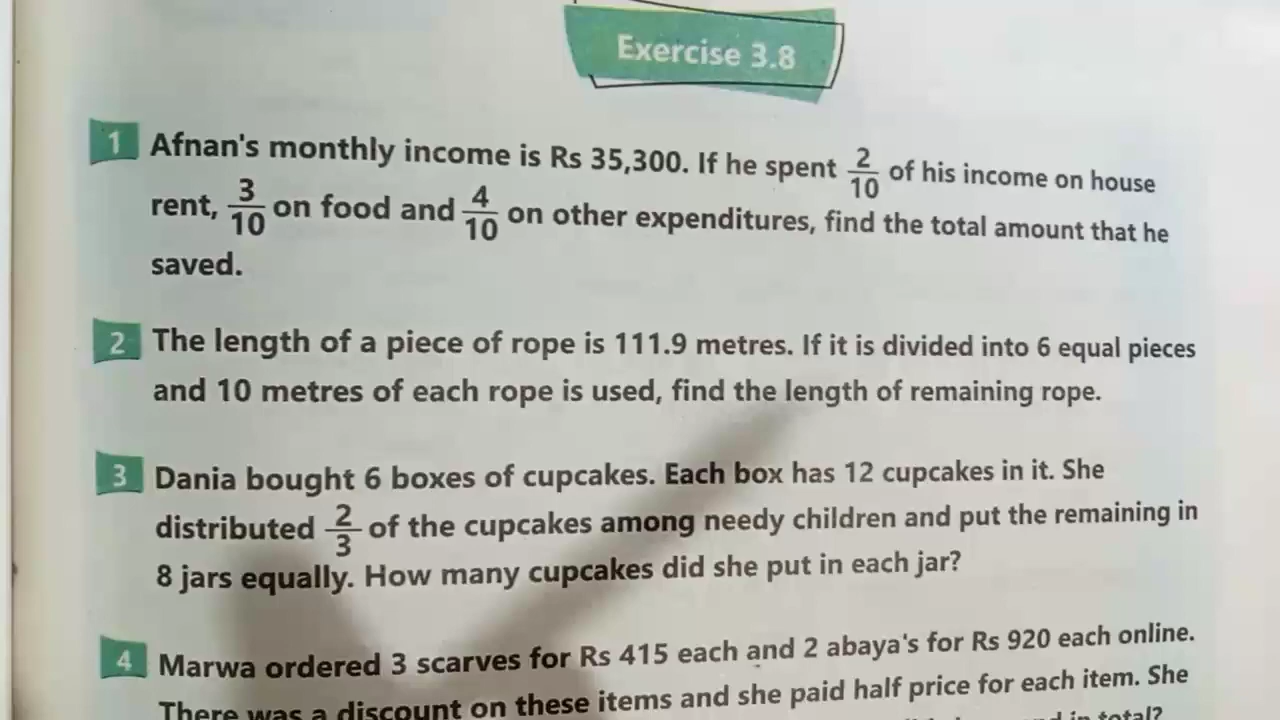 Exercise 3.8
1 Afnan's monthly income is Rs 35,300. If he spent 2/10 of his income on house
rent, 3/10 on food and 4/10 on other expenditures, find the total amount that he
saved.
2 The length of a piece of rope is 111.9 metres. If it is divided into 6 equal pieces
and 10 metres of each rope is used, find the length of remaining rope.
3 Dania bought 6 boxes of cupcakes. Each box has 12 cupcakes in it. She
distributed 2/3 of the cupcakes among needy children and put the remaining in
8 jars equally. How many cupcakes did she put in each jar?
4 Marwa ordered 3 scarves for Rs 415 each and 2 abaya's for Rs 920 each online.
There was a discount on these items and she paid half price for each item. She
in total?